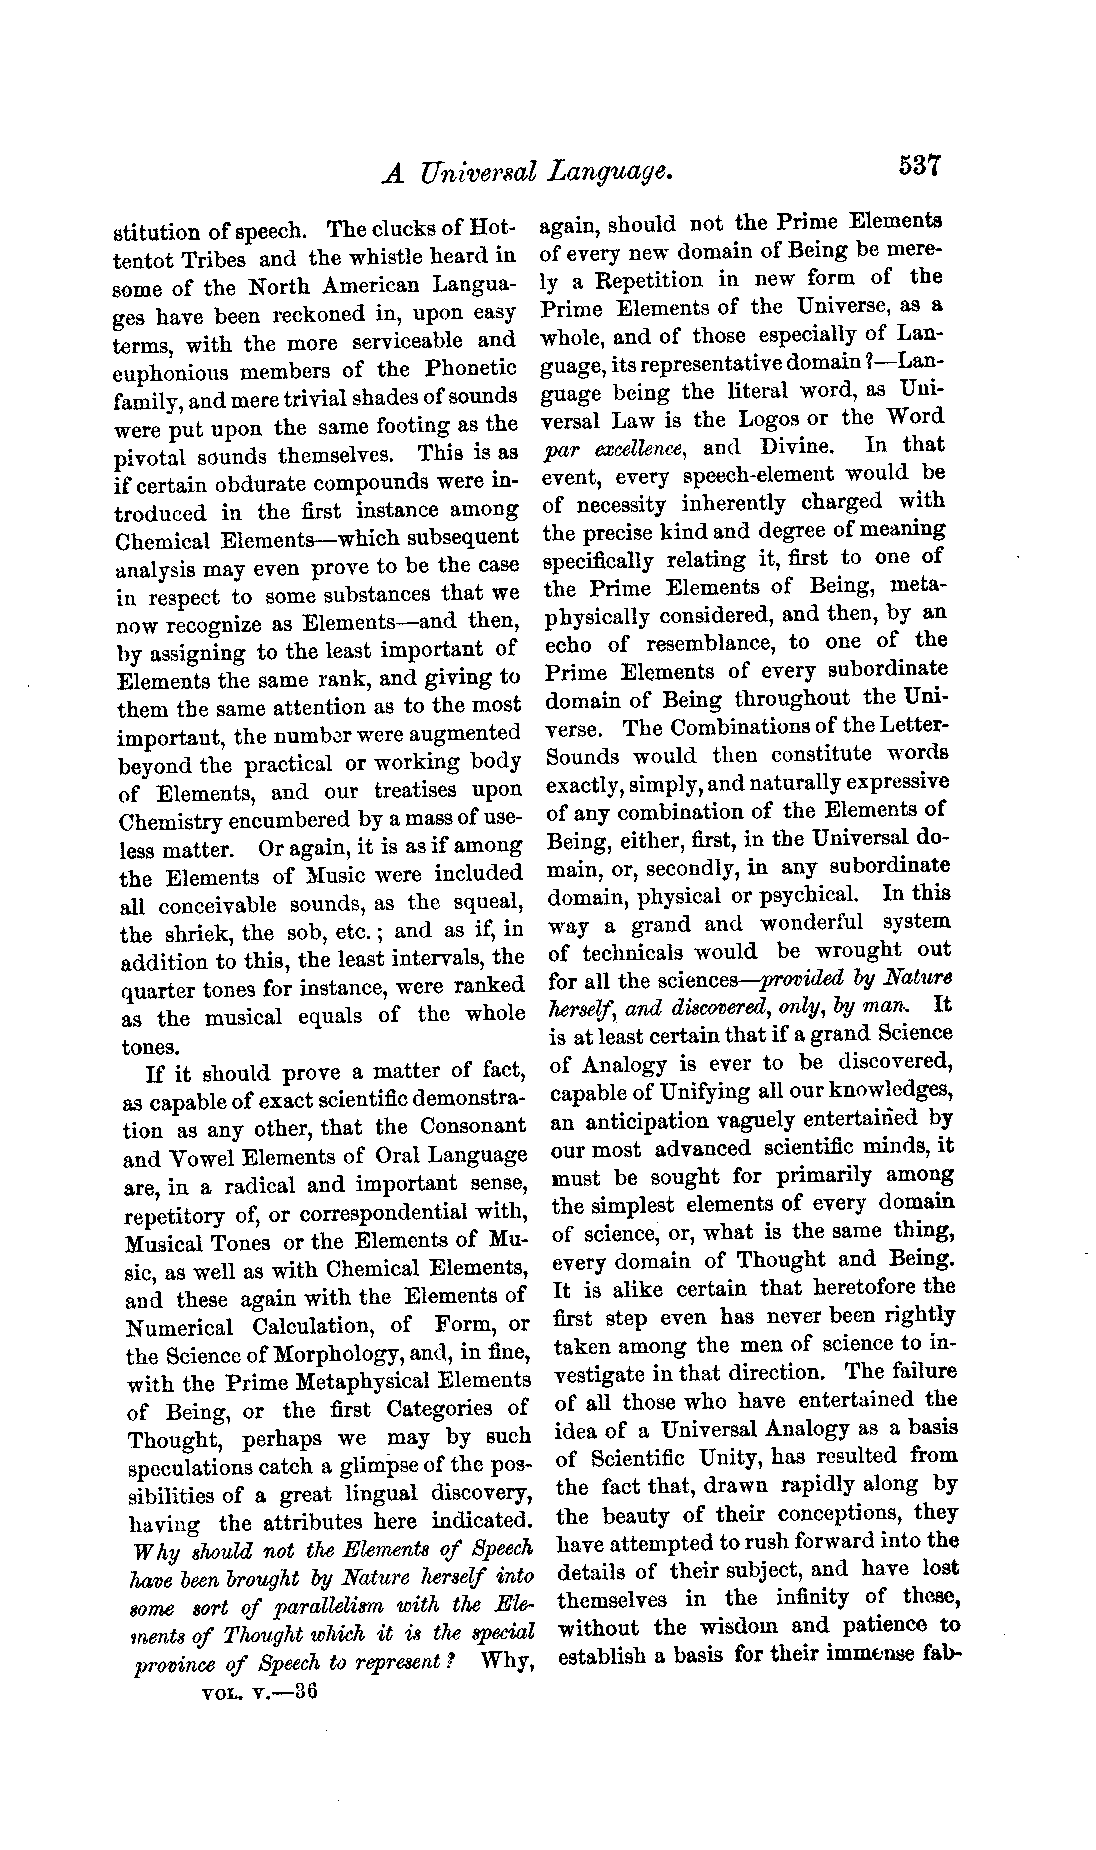 A Universal Language. 537
stitution of speech. The clucks of Hot-
tentot Tribes and the whistle heard in
some of the North American Langua-
ges have been reckoned in, upon easy
terms, with the more serviceable and
euphonious members of the Phonetic
family, and mere trivial shades of sounds
were put upon the same footing as the
pivotal sounds themselves. This is as
if certain obdurate compounds were in-
troduced in the first instance among
Chemical Elements—which subsequent
analysis may even prove to be the case
in respect to some substances that we
now recognize as Elements—and then,
by assigning to the least important of
Elements the same rank, and giving to
them the same attention as to the most
important, the number were augmented
beyond the practical or working body
of Elements, and our treatises upon
Chemistry encumbered by a mass of use-
less matter. Or again, it is as if among
the Elements of Music were included
all conceivable sounds, as the squeal,
the shriek, the sob, etc.; and as if, in
addition to this, the least intervals, the
quarter tones for instance, were ranked
as the musical equals of the whole
tones.
If it should prove a matter of fact,
as capable of exact scientific demonstra-
tion as any other, that the Consonant
and Vowel Elements of Oral Language
are, in a radical and important sense,
repetitory of, or correspondential with,
Musical Tones or the Elements of Mu-
sic, as well as with Chemical Elements,
and these again with the Elements of
Numerical Calculation, of Form, or
the Science of Morphology, and, in fine,
with the Prime Metaphysical Elements
of Being, or the first Categories of
Thought, perhaps we may by such
speculations catch a glimpse of the pos-
sibilities of a great lingual discovery,
having the attributes here indicated.
Why should not the Elements of Speech
have been brought by Nature herself into
some sort of parallelism with the Ele-
ments of Thought which it is the special
province of Speech to represent? Why,
VOL. V.—36
again, should not the Prime Elements
of every new domain of Being be mere-
ly a Repetition in new form of the
Prime Elements of the Universe, as a
whole, and of those especially of Lan-
guage, its representative domain?—Lan-
guage being the literal word, as Uni-
versal Law is the Logos or the Word
par excellence, and Divine. In that
event, every speech-element would be
of necessity inherently charged with
the precise kind and degree of meaning
specifically relating it, first to one of
the Prime Elements of Being, meta-
physically considered, and then, by an
echo of resemblance, to one of the
Prime Elements of every subordinate
domain of Being throughout the Uni-
verse. The Combinations of the Letter-
Sounds would then constitute words
exactly, simply, and naturally expressive
of any combination of the Elements of
Being, either, first, in the Universal do-
main, or, secondly, in any subordinate
domain, physical or psychical. In this
way a grand and wonderful system
of technicals would be wrought out
for all the sciences—provided by Nature
herself, and discovered, only, by man. It
is at least certain that if a grand Science
of Analogy is ever to be discovered,
capable of Unifying all our knowledges,
an anticipation vaguely entertained by
our most advanced scientific minds, it
must be sought for primarily among
the simplest elements of every domain
of science, or, what is the same thing,
every domain of Thought and Being.
It is alike certain that heretofore the
first step even has never been rightly
taken among the men of science to in-
vestigate in that direction. The failure
of all those who have entertained the
idea of a Universal Analogy as a basis
of Scientific Unity, has resulted from
the fact that, drawn rapidly along by
the beauty of their conceptions, they
have attempted to rush forward into the
details of their subject, and have lost
themselves in the infinity of these,
without the wisdom and patience to
establish a basis for their immense fab-